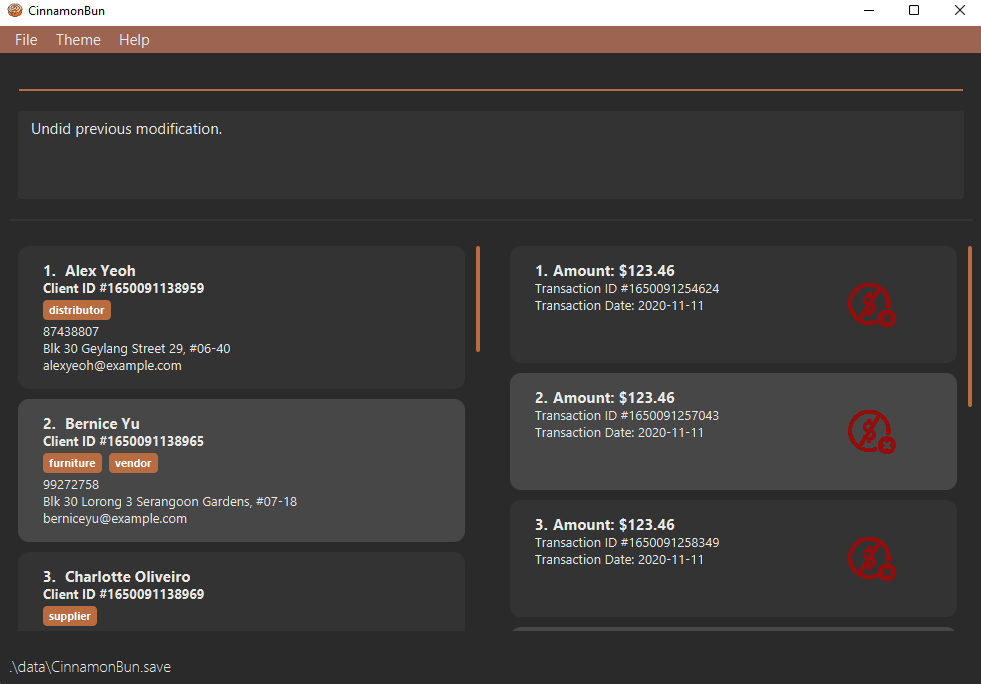 CinnamonBun
File Theme Help
Undid previous modification.
1. Alex Yeoh
Client ID #1650091138959
distributor
87438807
Blk 30 Geylang Street 29, #06-40
alexyeoh@example.com
2. Bernice Yu
Client ID #1650091138965
furniture vendor
99272758
Blk 30 Lorong 3 Serangoon Gardens, #07-18
berniceyu@example.com
3. Charlotte Oliveiro
Client ID #1650091138969
supplier
1. Amount: $123.46
Transaction ID #1650091254624
Transaction Date: 2020-11-11
2. Amount: $123.46
Transaction ID #1650091257043
Transaction Date: 2020-11-11
3. Amount: $123.46
Transaction ID #1650091258349
Transaction Date: 2020-11-11
.\data\CinnamonBun.save